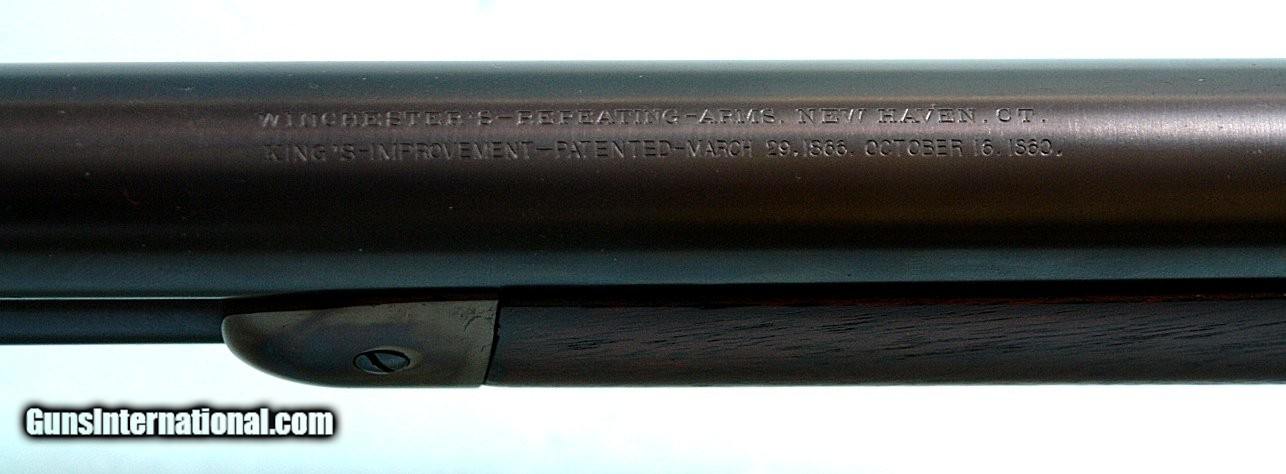 WINCHESTER'S-REPEATING-ARMS. NEW HAVEN. CT.
KING'S-IMPROVEMENT-PATENTED-MARCH 29.1866. OCTOBER 16.1860.
GunsInternational.com